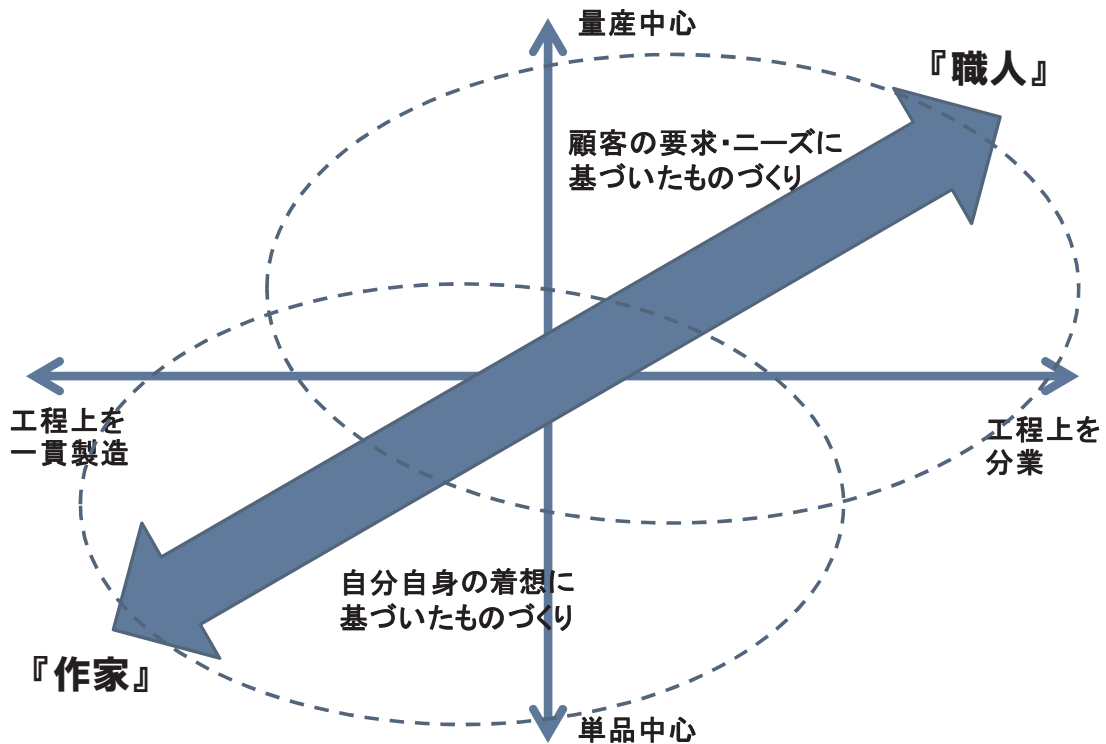 量産中心
『職人』
顧客の要求・ニーズに
基づいたものづくり
工程上を
一貫製造
工程上を
分業
自分自身の着想に
基づいたものづくり
『作家』
単品中心